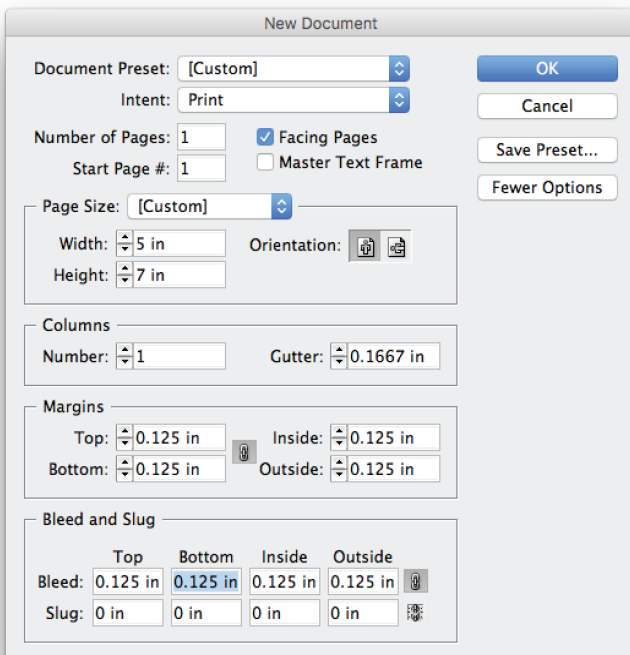 New Document
Document Preset: [Custom]
OK
Intent: Print
Cancel
Number of Pages: 1
Facing Pages
Save Preset...
Start Page #: 1
Master Text Frame
Fewer Options
Page Size: [Custom]
Width: 5 in
Orientation:
Height: 7 in
Columns
Number: 1
Gutter: 0.1667 in
Margins
Top: 0.125 in
Inside: 0.125 in
Bottom: 0.125 in
Outside: 0.125 in
Bleed and Slug
Top Bottom Inside Outside
Bleed: 0.125 in 0.125 in 0.125 in 0.125 in
Slug: 0 in 0 in 0 in 0 in